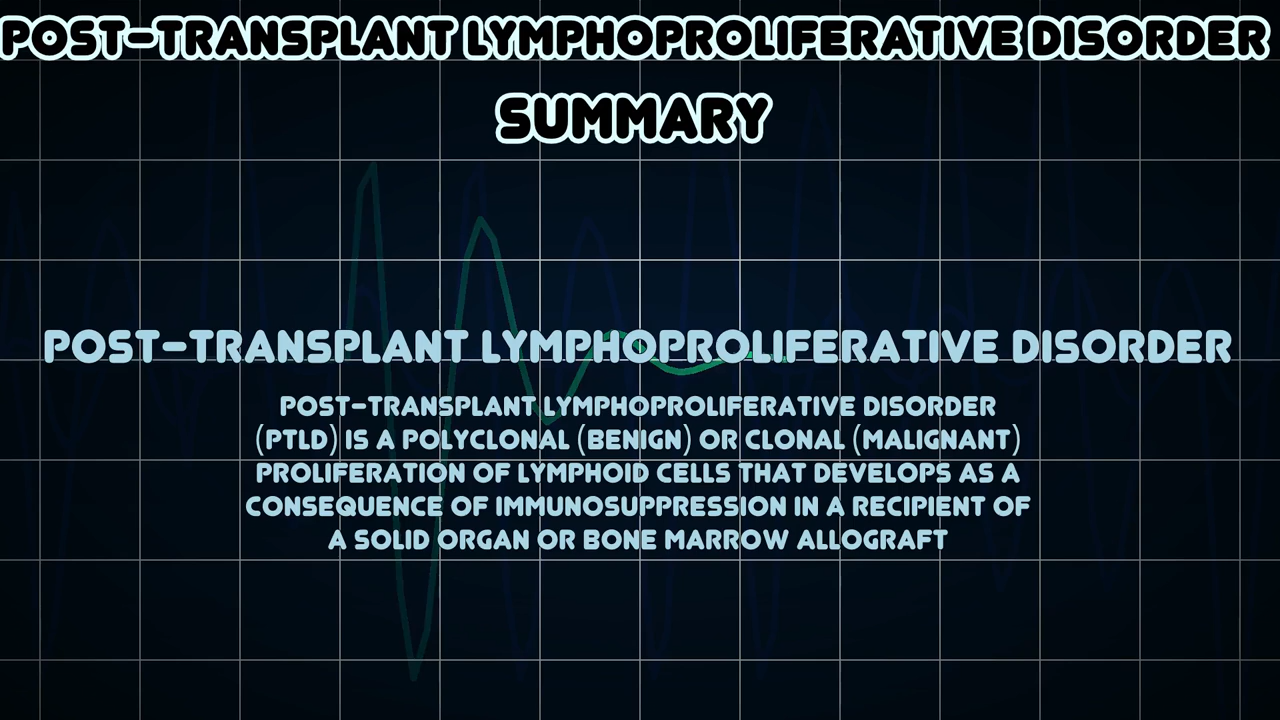 POST-TRANSPLANT LYMPHOPROLIFERATIVE DISORDER
SUMMARY
POST-TRANSPLANT LYMPHOPROLIFERATIVE DISORDER
POST-TRANSPLANT LYMPHOPROLIFERATIVE DISORDER
(PTLD) IS A POLYCLONAL (BENIGN) OR CLONAL (MALIGNANT)
PROLIFERATION OF LYMPHOID CELLS THAT DEVELOPS AS A
CONSEQUENCE OF IMMUNOSUPPRESSION IN A RECIPIENT OF
A SOLID ORGAN OR BONE MARROW ALLOGRAFT